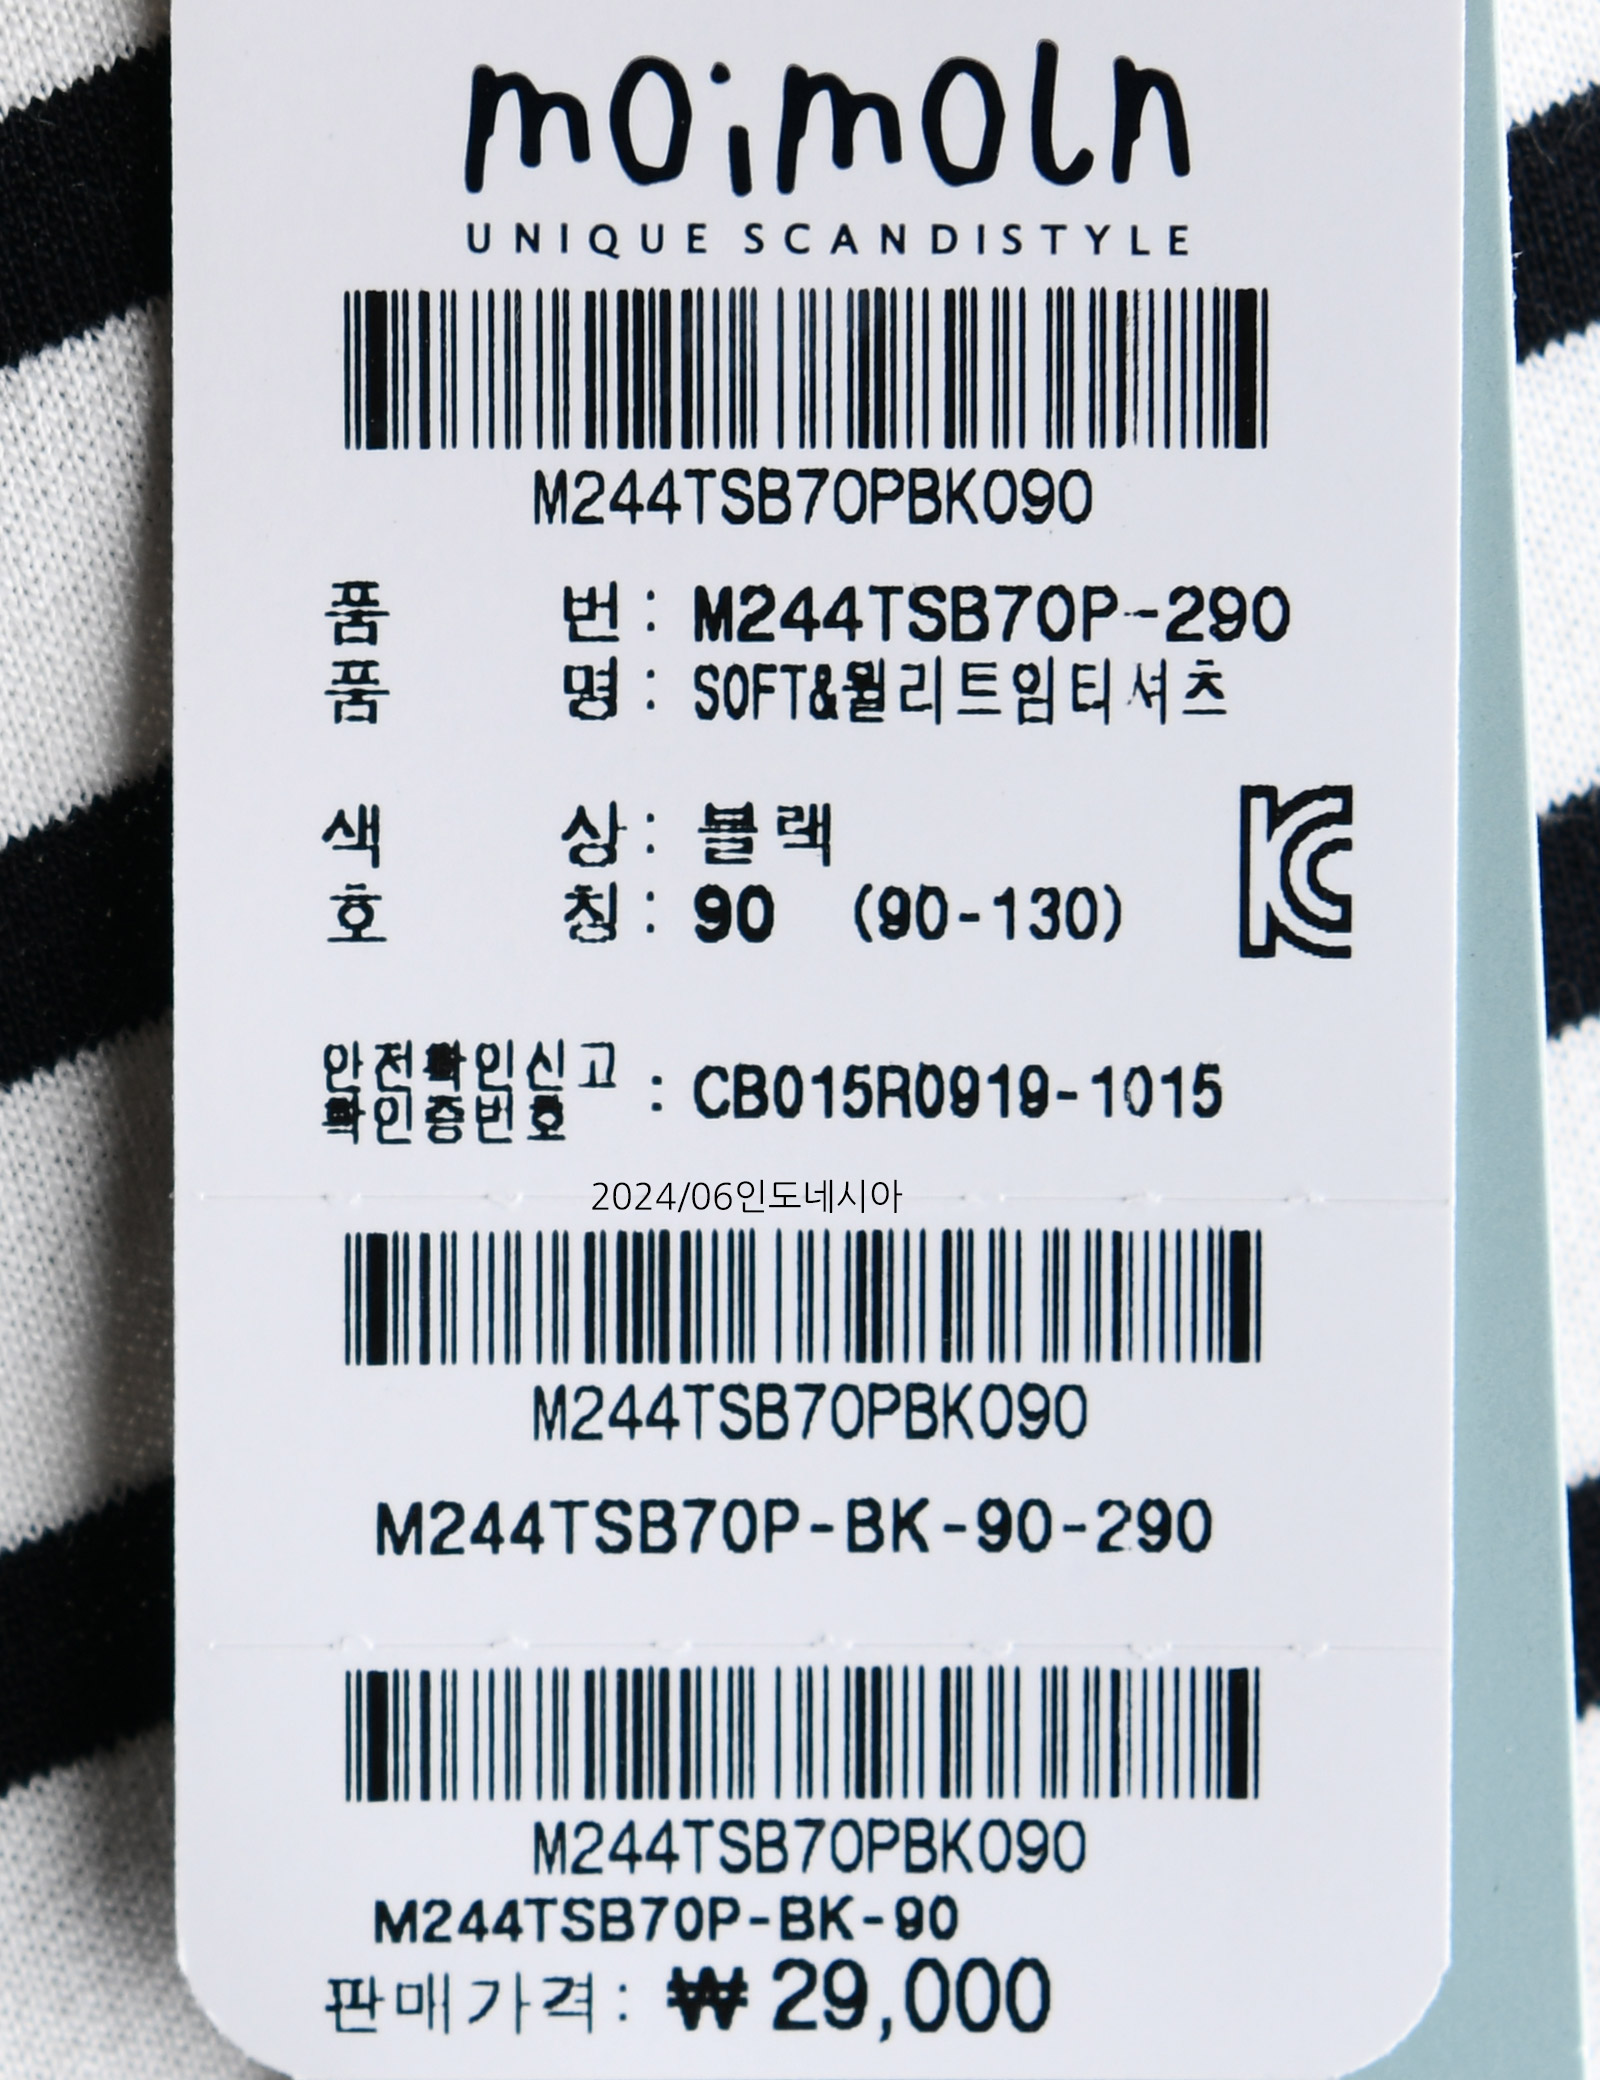 moimoln
UNIQUE SCANDISTYLE
M244TSB70PBK090
품 번 : M244TSB70P-290
품 명 : SOFT&월리트임티셔츠
색 상 : 블랙
호 칭 : 90 (90-130)
KC
안전확인신고
확인증번호 : CB015R0919-1015
2024/06인도네시아
M244TSB70PBK090
M244TSB70P-BK-90-290
M244TSB70PBK090
M244TSB70P-BK-90
판매가격: ₩29,000